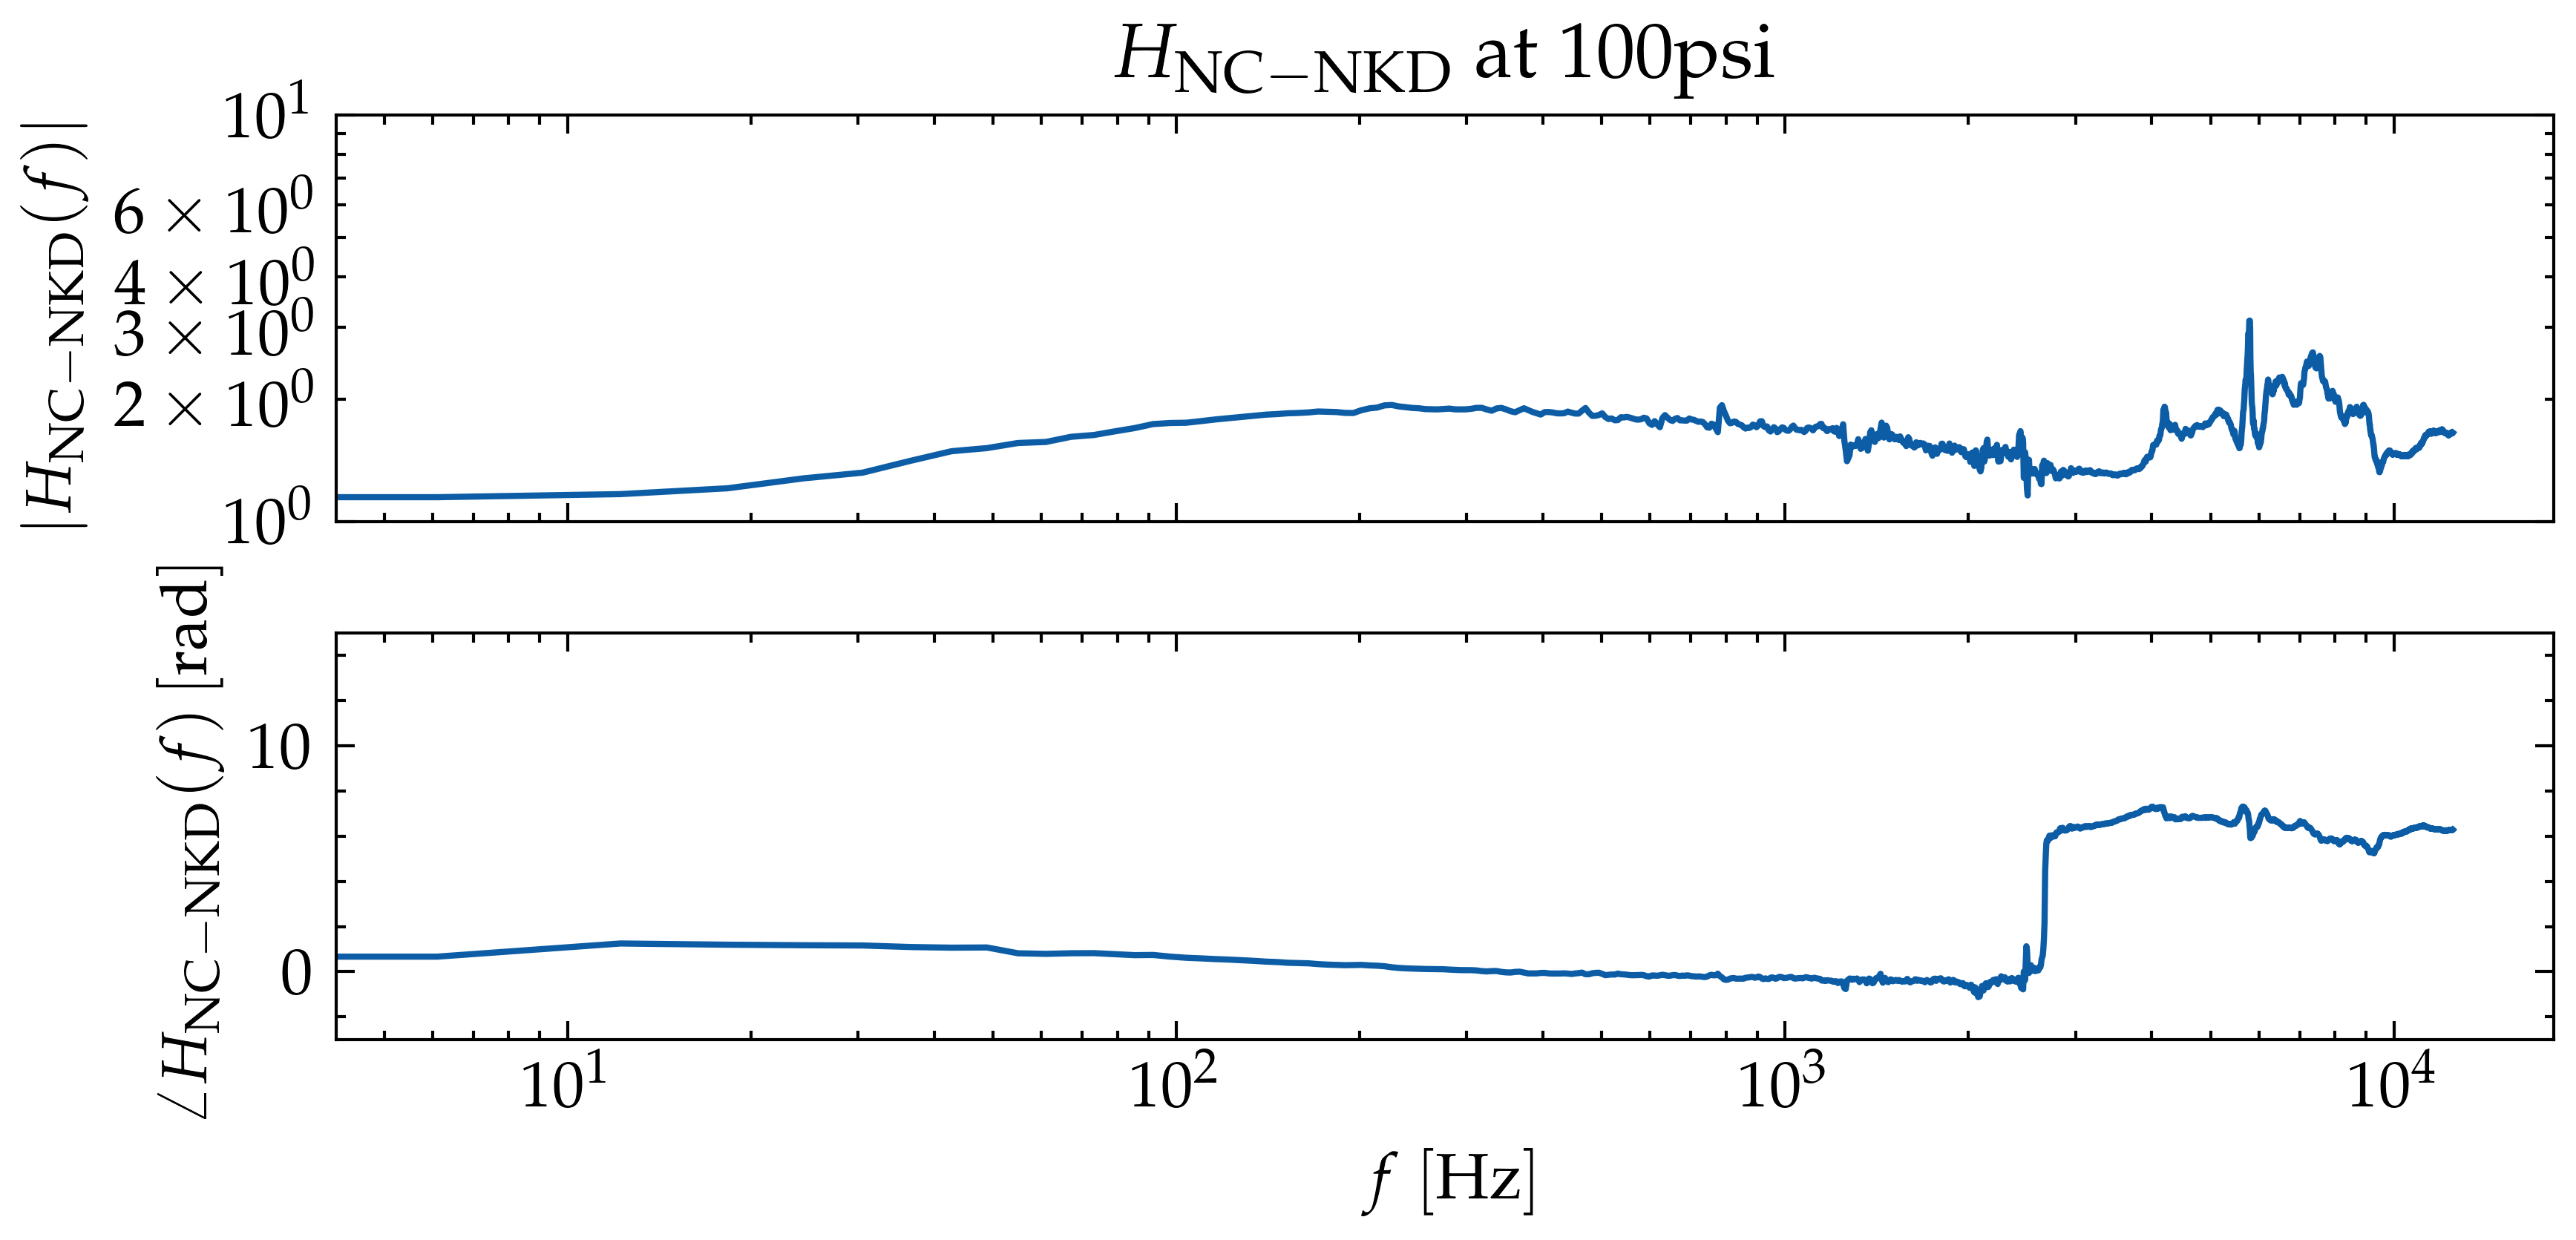 H_NC−NKD at 100psi
|H_NC−NKD(f)|
10^1
6 × 10^0
4 × 10^0
3 × 10^0
2 × 10^0
10^0
∠H_NC−NKD(f) [rad]
10
0
10^1 10^2 10^3 10^4
f [Hz]